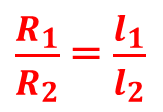 R₁/R₂ = l₁/l₂